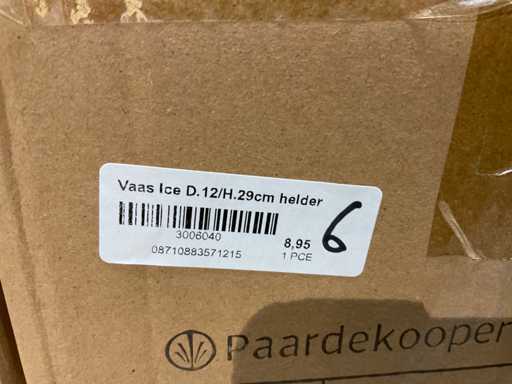 Vaas Ice D.12/H.29cm helder
6
3006040
8,95
08710883571215
1 PCE
Paardekooper